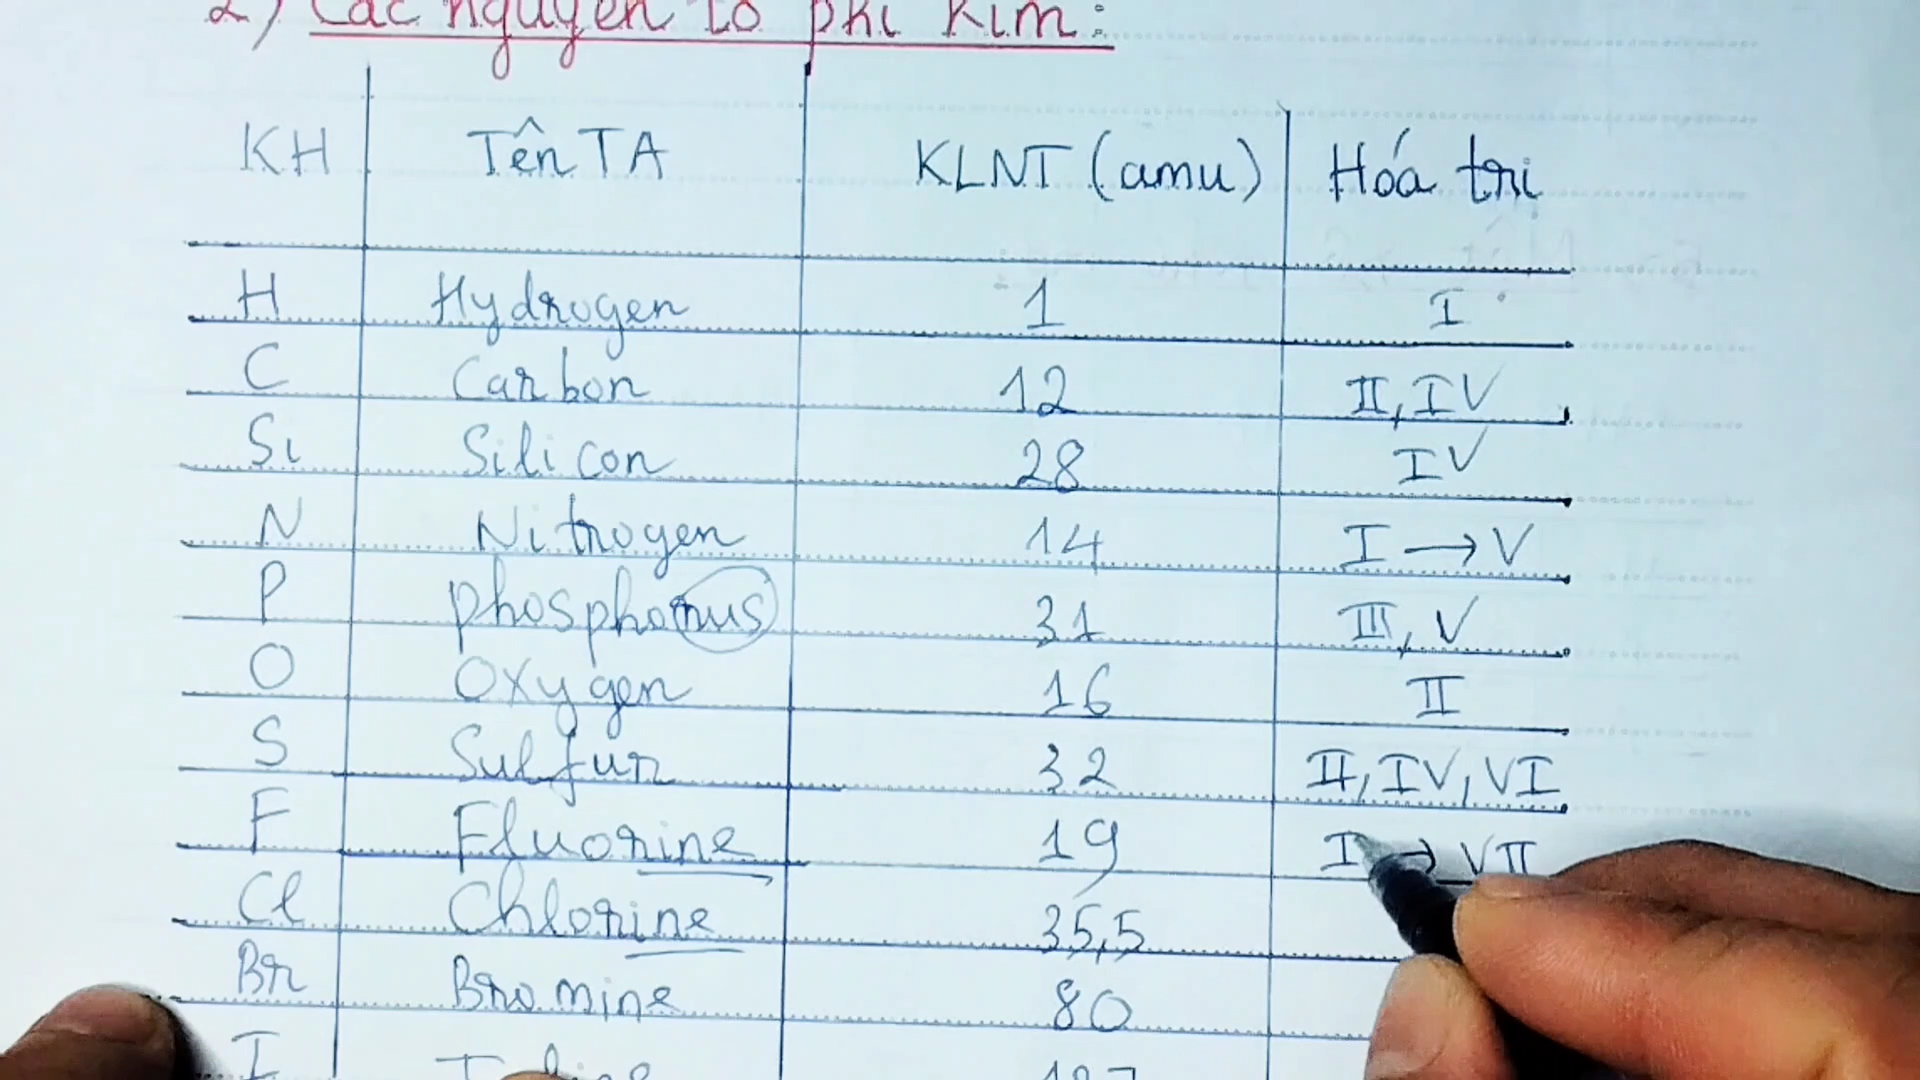 2) Các nguyên tố phi kim:
KH Tên TA KLNT (amu) Hóa trị
H Hydrogen 1 I
C Carbon 12 II, IV
Si Silicon 28 IV
N Nitrogen 14 I → V
P phosphorus 31 III, V
O Oxygen 16 II
S Sulfur 32 II, IV, VI
F Fluorine 19 I → VII
Cl Chlorine 35,5
Br Bromine 80
I 127